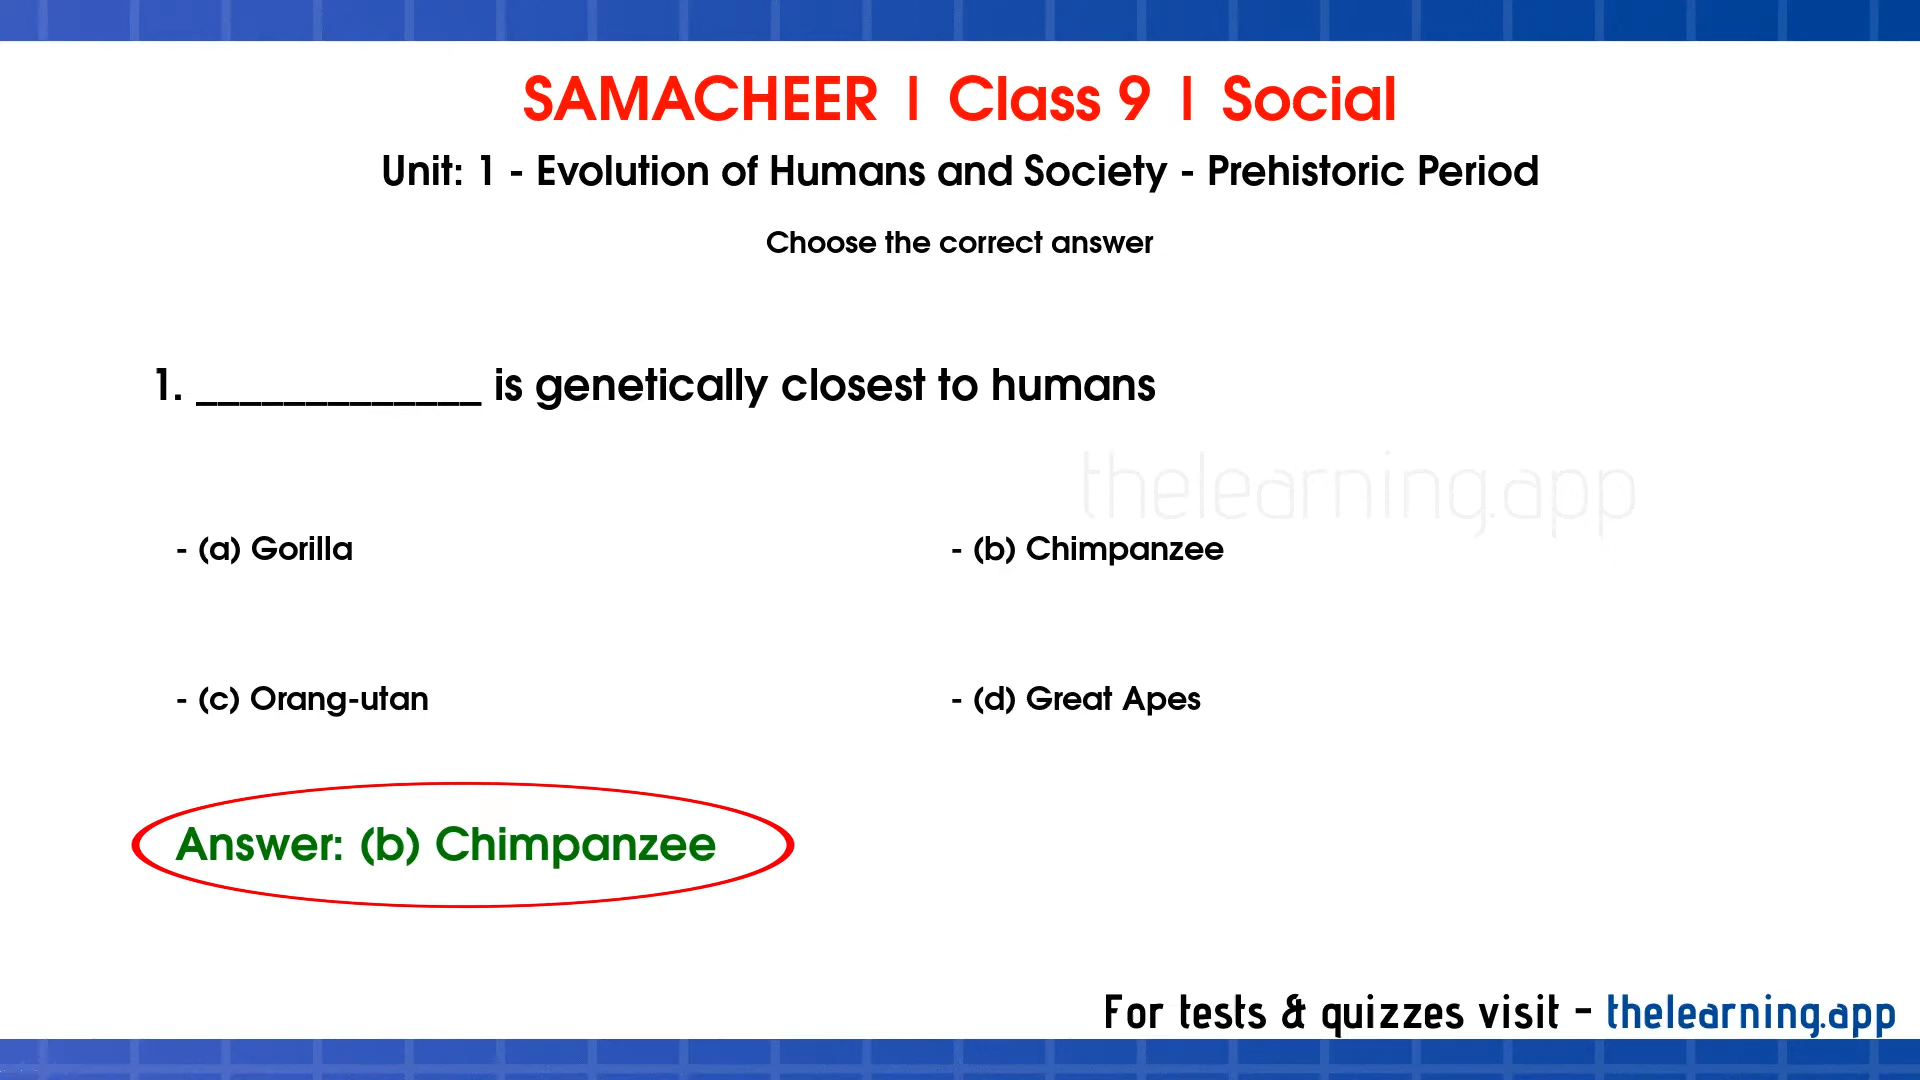 SAMACHEER | Class 9 | Social
Unit: 1 - Evolution of Humans and Society - Prehistoric Period
Choose the correct answer
1. _____________ is genetically closest to humans
thelearning.app
- (a) Gorilla
- (b) Chimpanzee
- (c) Orang-utan
- (d) Great Apes
Answer: (b) Chimpanzee
For tests & quizzes visit - thelearning.app